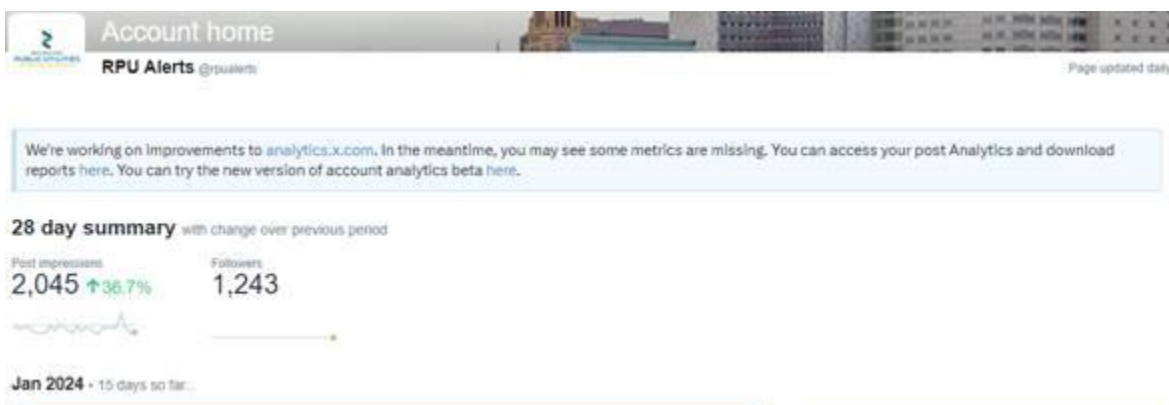 Account home
PUBLIC UTILITIES
RPU Alerts @rpualerts
Page updated daily
We're working on improvements to analytics.x.com. In the meantime, you may see some metrics are missing. You can access your post Analytics and download
reports here. You can try the new version of account analytics beta here.
28 day summary with change over previous period
Post impressions
2,045 ↑36.7%
Followers
1,243
Jan 2024 • 15 days so far...